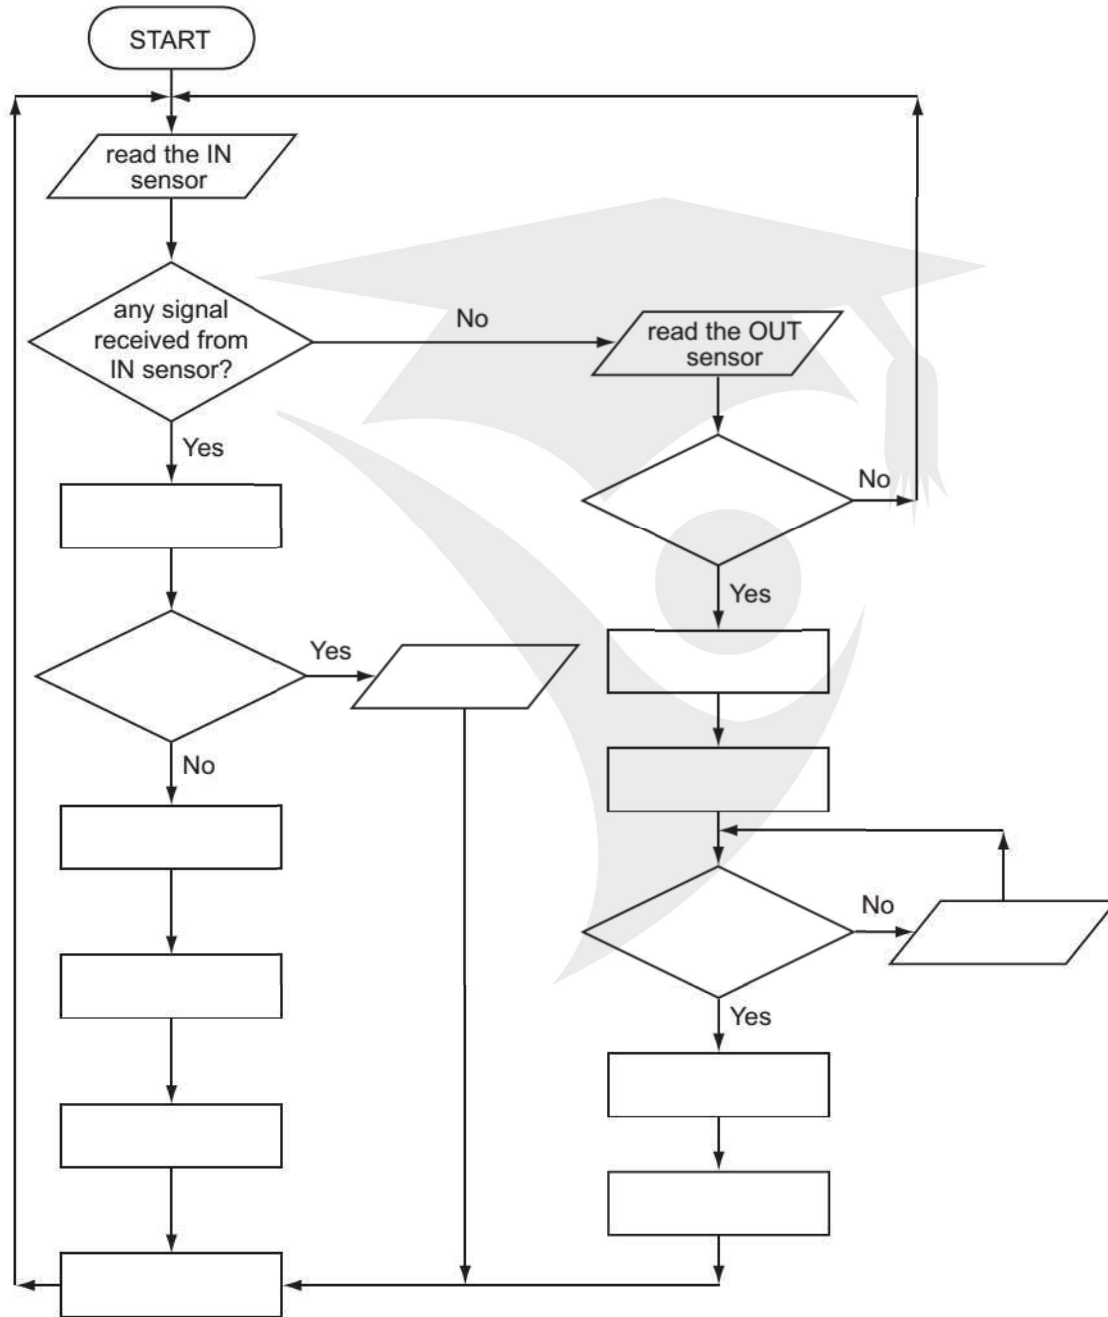 START
read the IN
sensor
any signal
received from
IN sensor?
No
read the OUT
sensor
Yes
No
Yes
Yes
No
No
Yes